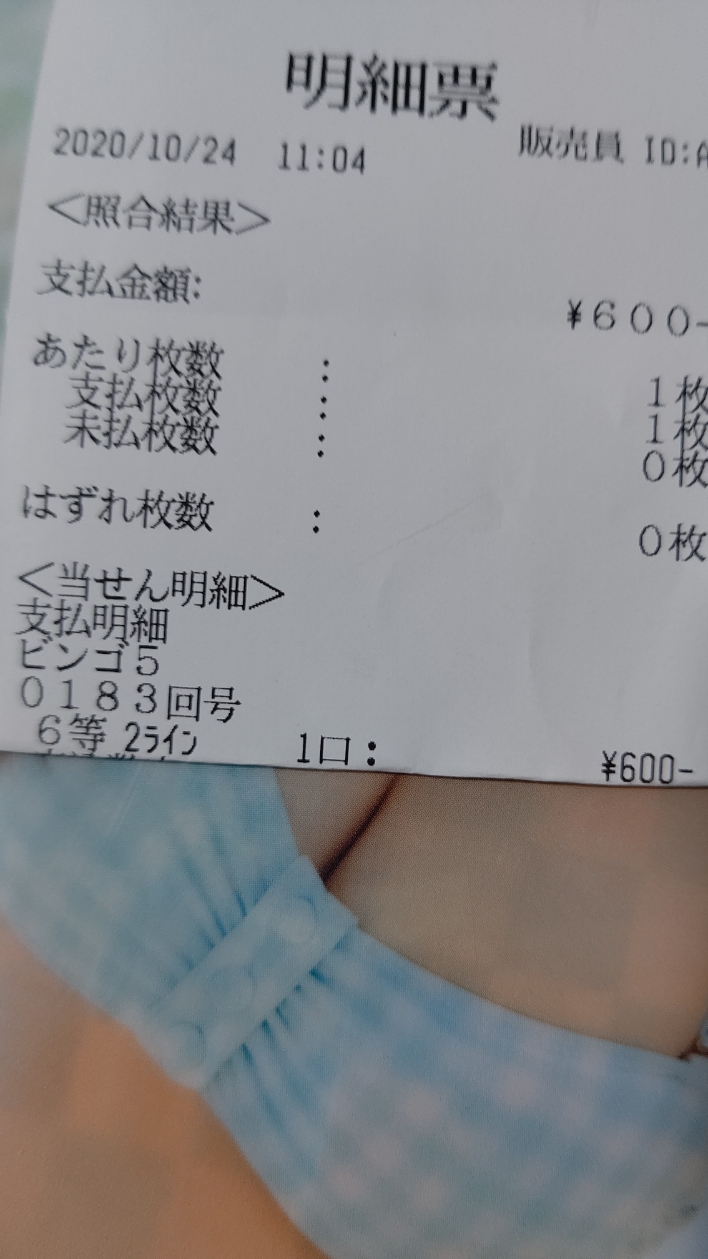 明細票
2020/10/24 11:04 販売員 ID:A
<照合結果>
支払金額: ¥600-
あたり枚数 : 1枚
支払枚数 : 1枚
未払枚数 : 0枚
はずれ枚数 : 0枚
<当せん明細>
支払明細
ビンゴ5
0183回号
6等 2ライン 1口: ¥600-